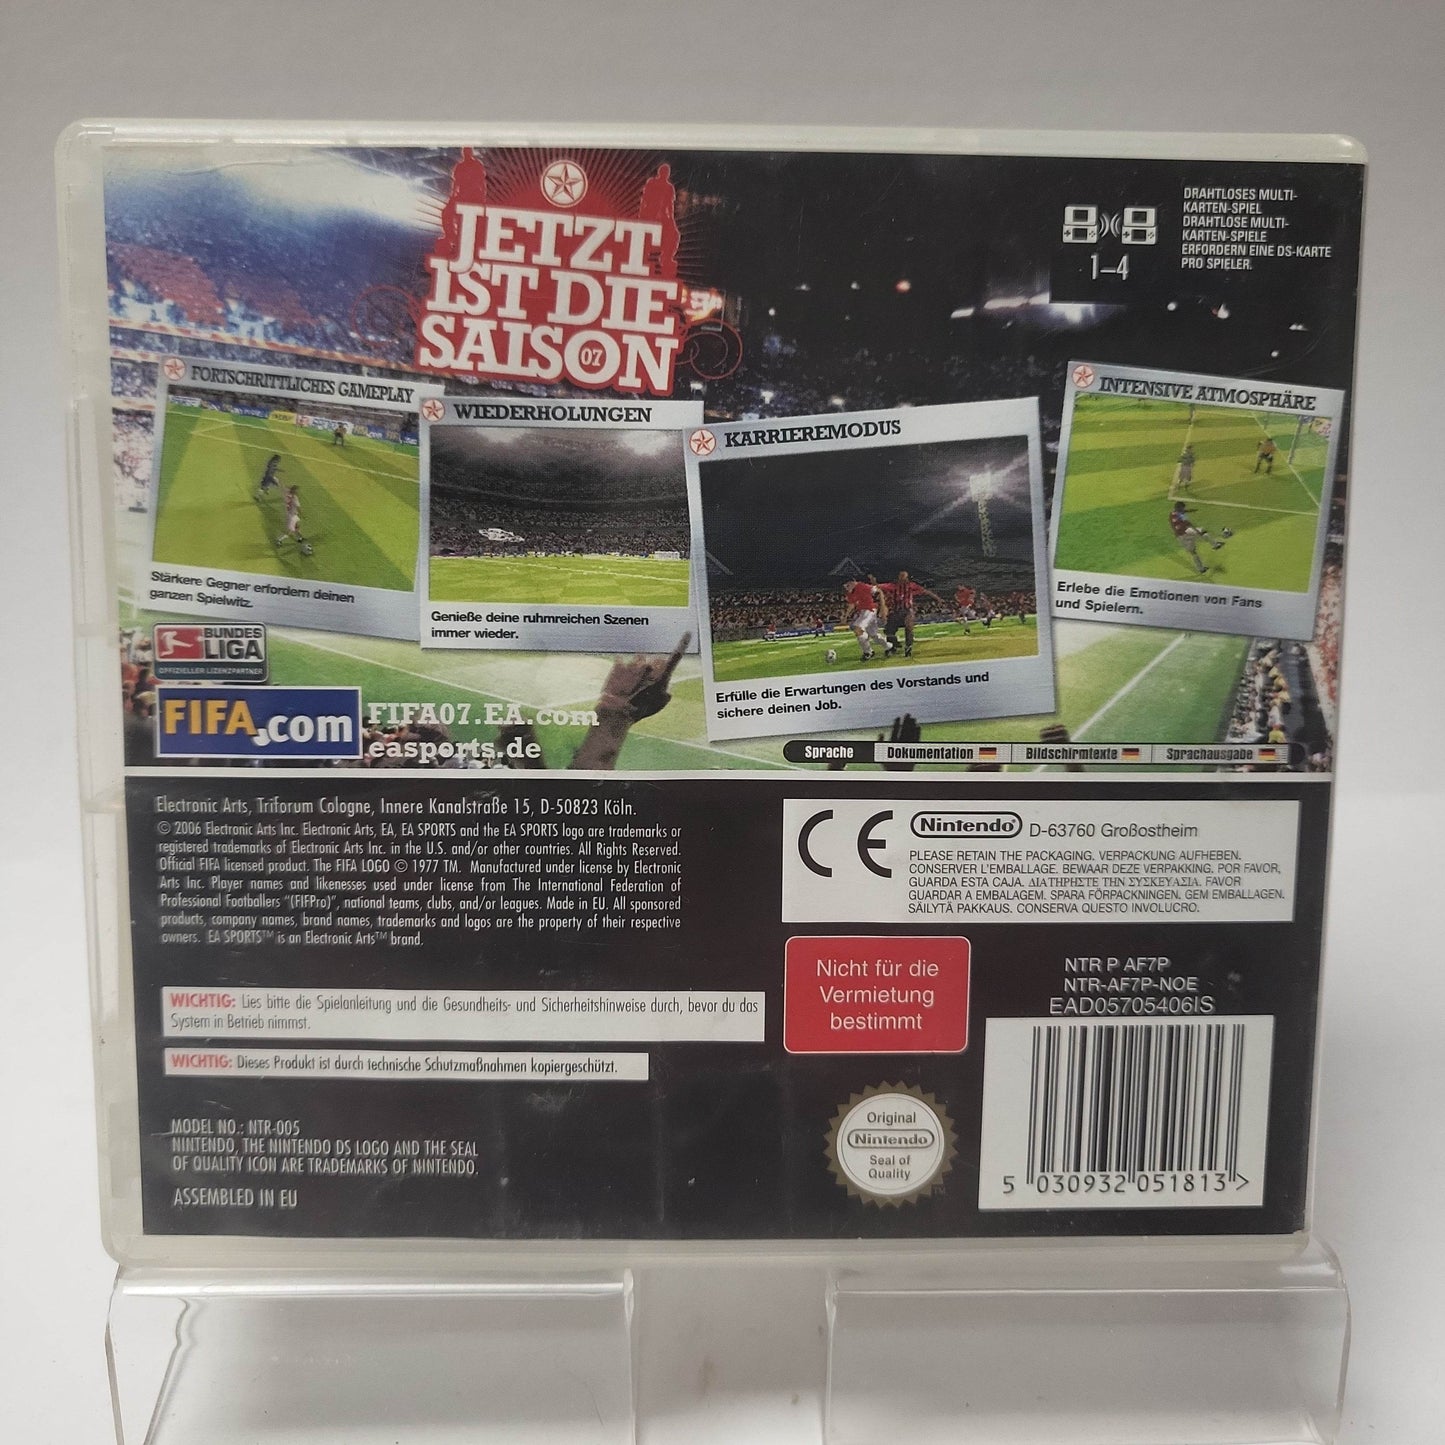 JETZT
IST DIE
SAISON
07
DRAHTLOSES MULTI-
KARTEN-SPIEL
DRAHTLOSE MULTI-
KARTEN-SPIELE
ERFORDERN EINE DS-KARTE
PRO SPIELER.
1–4
FORTSCHRITTLICHES GAMEPLAY
Stärkere Gegner erfordern deinen
ganzen Spielwitz.
WIEDERHOLUNGEN
Genieße deine ruhmreichen Szenen
immer wieder.
KARRIEREMODUS
Erfülle die Erwartungen des Vorstands und
sichere deinen Job.
INTENSIVE ATMOSPHÄRE
Erlebe die Emotionen von Fans
und Spielern.
BUNDES
LIGA
OFFIZIELLER LIZENZPARTNER
FIFA.com
FIFA07.EA.com
easports.de
Sprache Dokumentation Bildschirmtexte Sprachausgabe
Electronic Arts, Triforum Cologne, Innere Kanalstraße 15, D-50823 Köln.
© 2006 Electronic Arts Inc. Electronic Arts, EA, EA SPORTS and the EA SPORTS logo are trademarks or
registered trademarks of Electronic Arts Inc. in the U.S. and/or other countries. All Rights Reserved.
Official FIFA licensed product. The FIFA LOGO © 1977 TM. Manufactured under license by Electronic
Arts Inc. Player names and likenesses used under license from The International Federation of
Professional Footballers "(FIFPro)", national teams, clubs, and/or leagues. Made in EU. All sponsored
products, company names, brand names, trademarks and logos are the property of their respective
owners. EA SPORTS™ is an Electronic Arts™ brand.
WICHTIG: Lies bitte die Spielanleitung und die Gesundheits- und Sicherheitshinweise durch, bevor du das
System in Betrieb nimmst.
WICHTIG: Dieses Produkt ist durch technische Schutzmaßnahmen kopiergeschützt.
MODEL NO.: NTR-005
NINTENDO, THE NINTENDO DS LOGO AND THE SEAL
OF QUALITY ICON ARE TRADEMARKS OF NINTENDO.
ASSEMBLED IN EU
CE
Nintendo D-63760 Großostheim
PLEASE RETAIN THE PACKAGING. VERPACKUNG AUFHEBEN.
CONSERVER L'EMBALLAGE. BEWAAR DEZE VERPAKKING. POR FAVOR,
GUARDA ESTA CAJA. ΔΙΑΤΗΡΗΣΤΕ ΤΗΝ ΣΥΣΚΕΥΑΣΙΑ. FAVOR
GUARDAR A EMBALAGEM. SPARA FÖRPACKNINGEN. GEM EMBALLAGEN.
SÄILYTÄ PAKKAUS. CONSERVA QUESTO INVOLUCRO.
Nicht für die
Vermietung
bestimmt
NTR P AF7P
NTR-AF7P-NOE
EAD05705406IS
Original
Nintendo
Seal of
Quality
TM
5 030932 051813 >